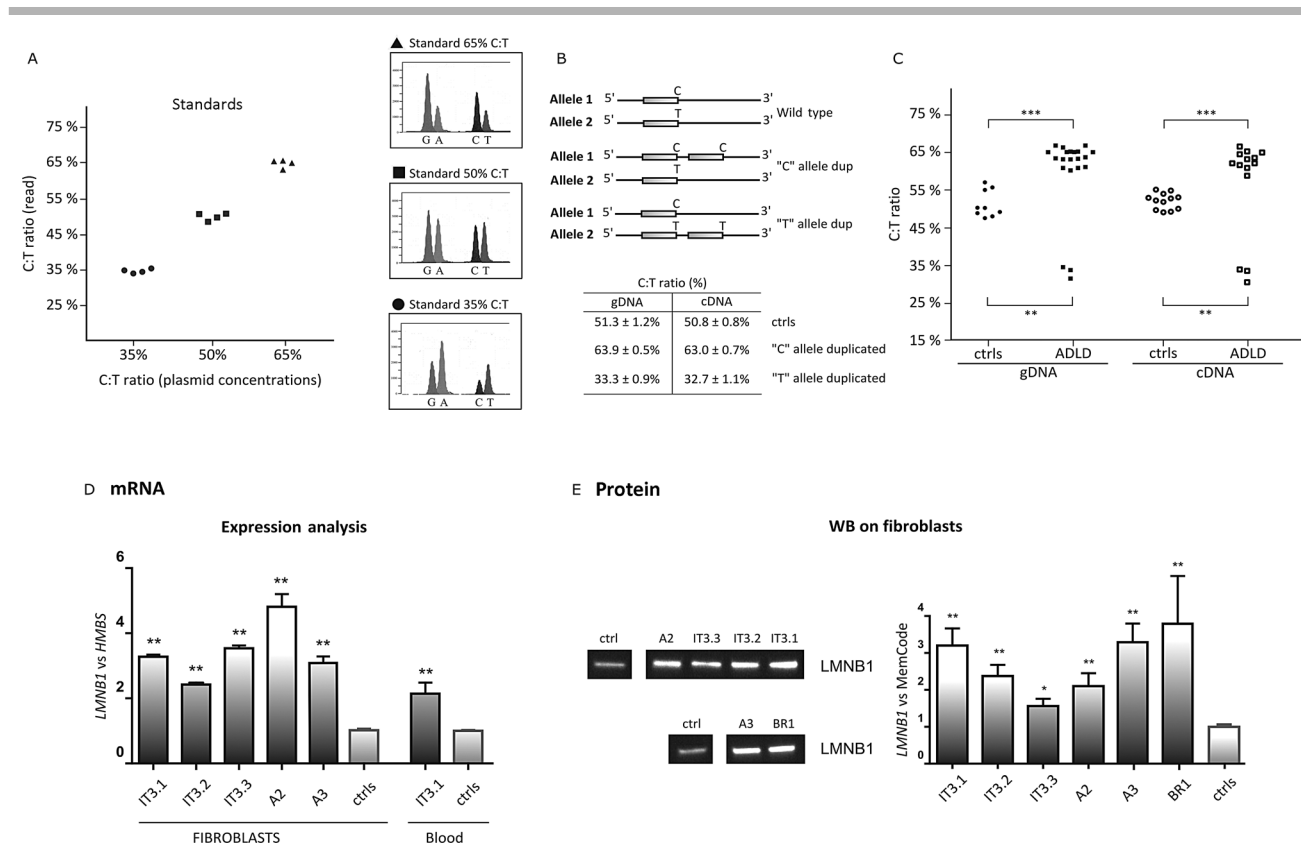 A
Standards
75 %
65 %
55 %
45 %
35 %
25 %
C:T ratio (read)
35% 50% 65%
C:T ratio (plasmid concentrations)
Standard 65% C:T
G A C T
Standard 50% C:T
G A C T
Standard 35% C:T
G A C T
B
C
Allele 1 5' 3'
T
Allele 2 5' 3'
Wild type
C C
Allele 1 5' 3'
T
Allele 2 5' 3'
"C" allele dup
C
Allele 1 5' 3'
T T
Allele 2 5' 3'
"T" allele dup
C:T ratio (%)
gDNA cDNA
51.3 ± 1.2% 50.8 ± 0.8% ctrls
63.9 ± 0.5% 63.0 ± 0.7% "C" allele duplicated
33.3 ± 0.9% 32.7 ± 1.1% "T" allele duplicated
C
*** ***
75 %
65 %
55 %
45 %
35 %
25 %
15 %
C:T ratio
** **
ctrls ADLD ctrls ADLD
gDNA cDNA
D mRNA
Expression analysis
6
4
2
0
LMNB1 vs HMBS
** ** ** ** ** **
IT3.1 IT3.2 IT3.3 A2 A3 ctrls IT3.1 ctrls
FIBROBLASTS Blood
E Protein
WB on fibroblasts
ctrl A2 IT3.3 IT3.2 IT3.1
LMNB1
ctrl A3 BR1
LMNB1
4
3
2
1
0
LMNB1 vs MemCode
** ** * ** ** **
IT3.1 IT3.2 IT3.3 A2 A3 BR1 ctrls